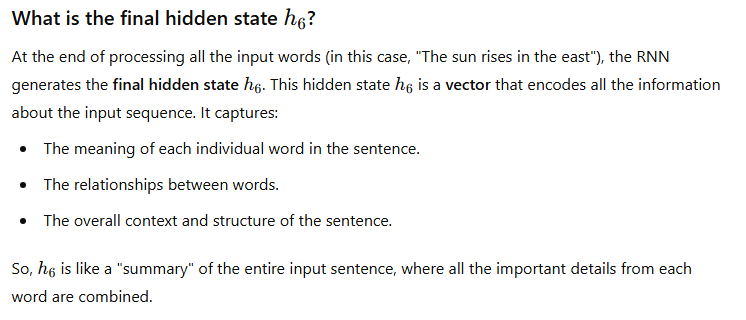 What is the final hidden state h₆?
At the end of processing all the input words (in this case, "The sun rises in the east"), the RNN
generates the final hidden state h₆. This hidden state h₆ is a vector that encodes all the information
about the input sequence. It captures:
• The meaning of each individual word in the sentence.
• The relationships between words.
• The overall context and structure of the sentence.
So, h₆ is like a "summary" of the entire input sentence, where all the important details from each
word are combined.